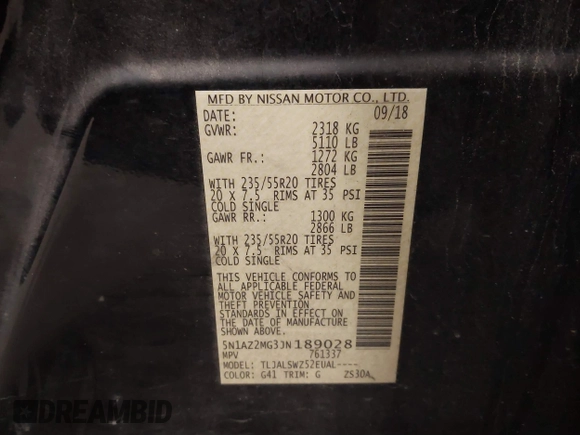 MFD BY NISSAN MOTOR CO., LTD.
DATE: 09/18
GVWR: 2318 KG
5110 LB
GAWR FR.: 1272 KG
2804 LB
WITH 235/55R20 TIRES
20 X 7.5 RIMS AT 35 PSI
COLD SINGLE
GAWR RR.: 1300 KG
2866 LB
WITH 235/55R20 TIRES
20 X 7.5 RIMS AT 35 PSI
COLD SINGLE
THIS VEHICLE CONFORMS TO
ALL APPLICABLE FEDERAL
MOTOR VEHICLE SAFETY AND
THEFT PREVENTION
STANDARDS IN EFFECT ON
THE DATE OF MANUFACTURE
SHOWN ABOVE.
5N1AZ2MG3JN189028
MPV 761337
MODEL: TLJALSWZ52EUAL----
COLOR: G41 TRIM: G ZS30A
DREAMBID